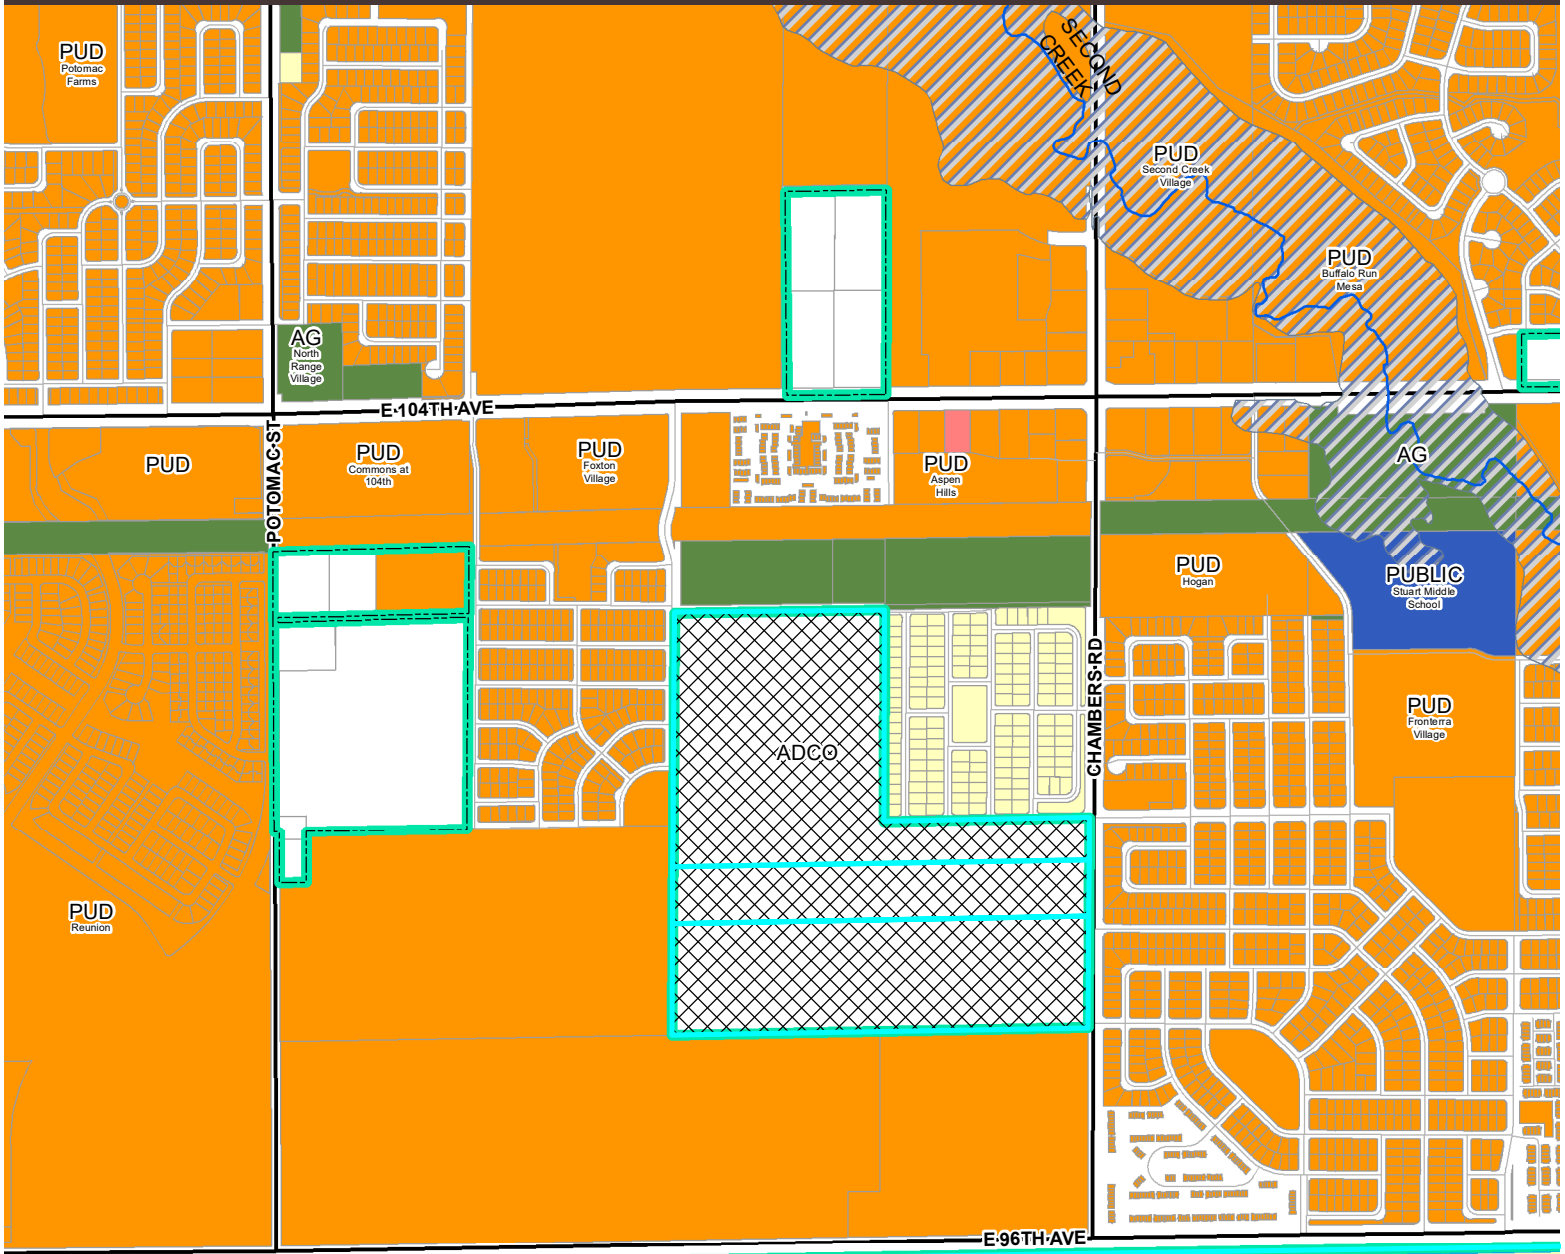 PUD
Potomac
Farms
SECOND
CREEK
PUD
Second Creek
Village
PUD
Buffalo Run
Mesa
AG
North
Range
Village
E 104TH AVE
POTOMAC ST
PUD
PUD
Commons at
104th
PUD
Foxton
Village
PUD
Aspen
Hills
AG
PUD
Hogan
PUBLIC
Stuart Middle
School
CHAMBERS RD
PUD
Fronterra
Village
ADCO
PUD
Reunion
E 96TH AVE